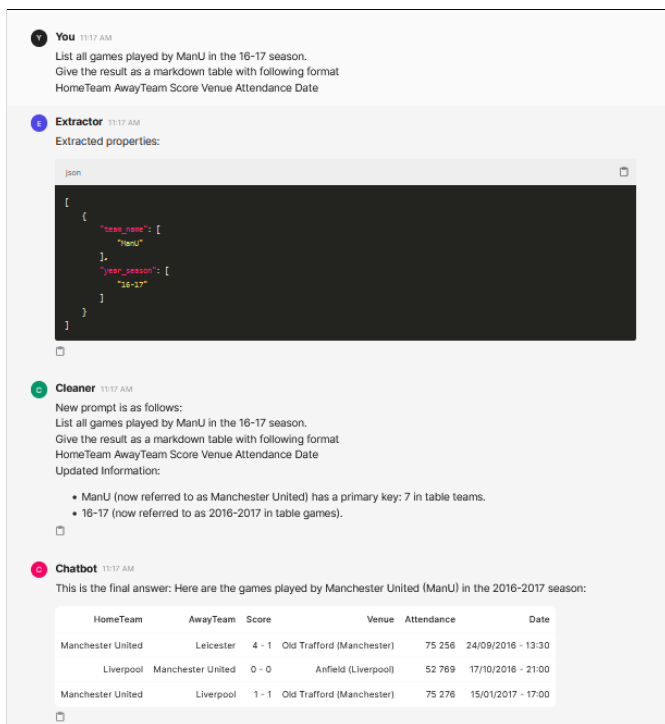 Y You 11:17 AM
List all games played by ManU in the 16-17 season.
Give the result as a markdown table with following format
HomeTeam AwayTeam Score Venue Attendance Date
E Extractor 11:17 AM
Extracted properties:
json
[
{
"team_name": [
"ManU"
],
"year_season": [
"16-17"
]
}
]
C Cleaner 11:17 AM
New prompt is as follows:
List all games played by ManU in the 16-17 season.
Give the result as a markdown table with following format
HomeTeam AwayTeam Score Venue Attendance Date
Updated Information:
• ManU (now referred to as Manchester United) has a primary key: 7 in table teams.
• 16-17 (now referred to as 2016-2017 in table games).
C Chatbot 11:17 AM
This is the final answer: Here are the games played by Manchester United (ManU) in the 2016-2017 season:
HomeTeam AwayTeam Score Venue Attendance Date
Manchester United Leicester 4 - 1 Old Trafford (Manchester) 75 256 24/09/2016 - 13:30
Liverpool Manchester United 0 - 0 Anfield (Liverpool) 52 769 17/10/2016 - 21:00
Manchester United Liverpool 1 - 1 Old Trafford (Manchester) 75 276 15/01/2017 - 17:00